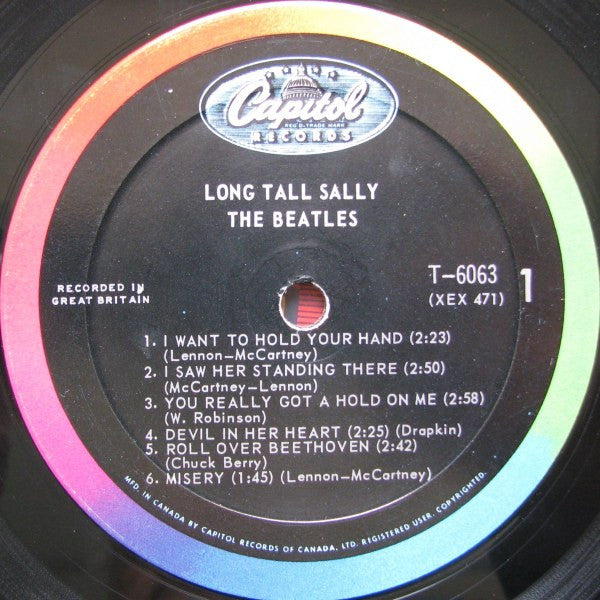 Capitol
REG'D. TRADE MARK
RECORDS
LONG TALL SALLY
THE BEATLES
RECORDED IN
GREAT BRITAIN
T-6063
(XEX 471)
1
1. I WANT TO HOLD YOUR HAND (2:23)
(Lennon-McCartney)
2. I SAW HER STANDING THERE (2:50)
(McCartney-Lennon)
3. YOU REALLY GOT A HOLD ON ME (2:58)
(W. Robinson)
4. DEVIL IN HER HEART (2:25) (Drapkin)
5. ROLL OVER BEETHOVEN (2:42)
(Chuck Berry)
6. MISERY (1:45) (Lennon-McCartney)
MFD. IN CANADA BY CAPITOL RECORDS OF CANADA, LTD. REGISTERED USER. COPYRIGHTED.